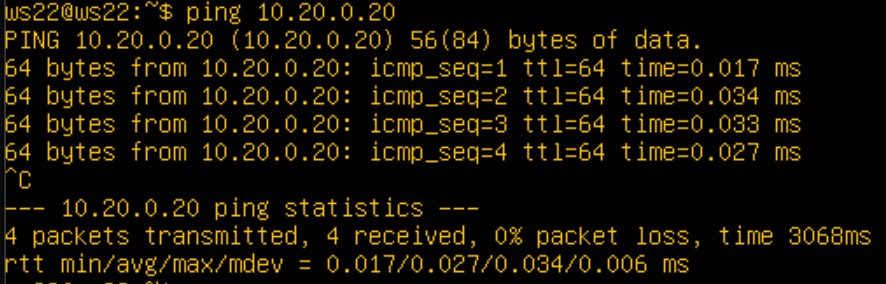 ws22@ws22:~$ ping 10.20.0.20
PING 10.20.0.20 (10.20.0.20) 56(84) bytes of data.
64 bytes from 10.20.0.20: icmp_seq=1 ttl=64 time=0.017 ms
64 bytes from 10.20.0.20: icmp_seq=2 ttl=64 time=0.034 ms
64 bytes from 10.20.0.20: icmp_seq=3 ttl=64 time=0.033 ms
64 bytes from 10.20.0.20: icmp_seq=4 ttl=64 time=0.027 ms
^C
--- 10.20.0.20 ping statistics ---
4 packets transmitted, 4 received, 0% packet loss, time 3068ms
rtt min/avg/max/mdev = 0.017/0.027/0.034/0.006 ms